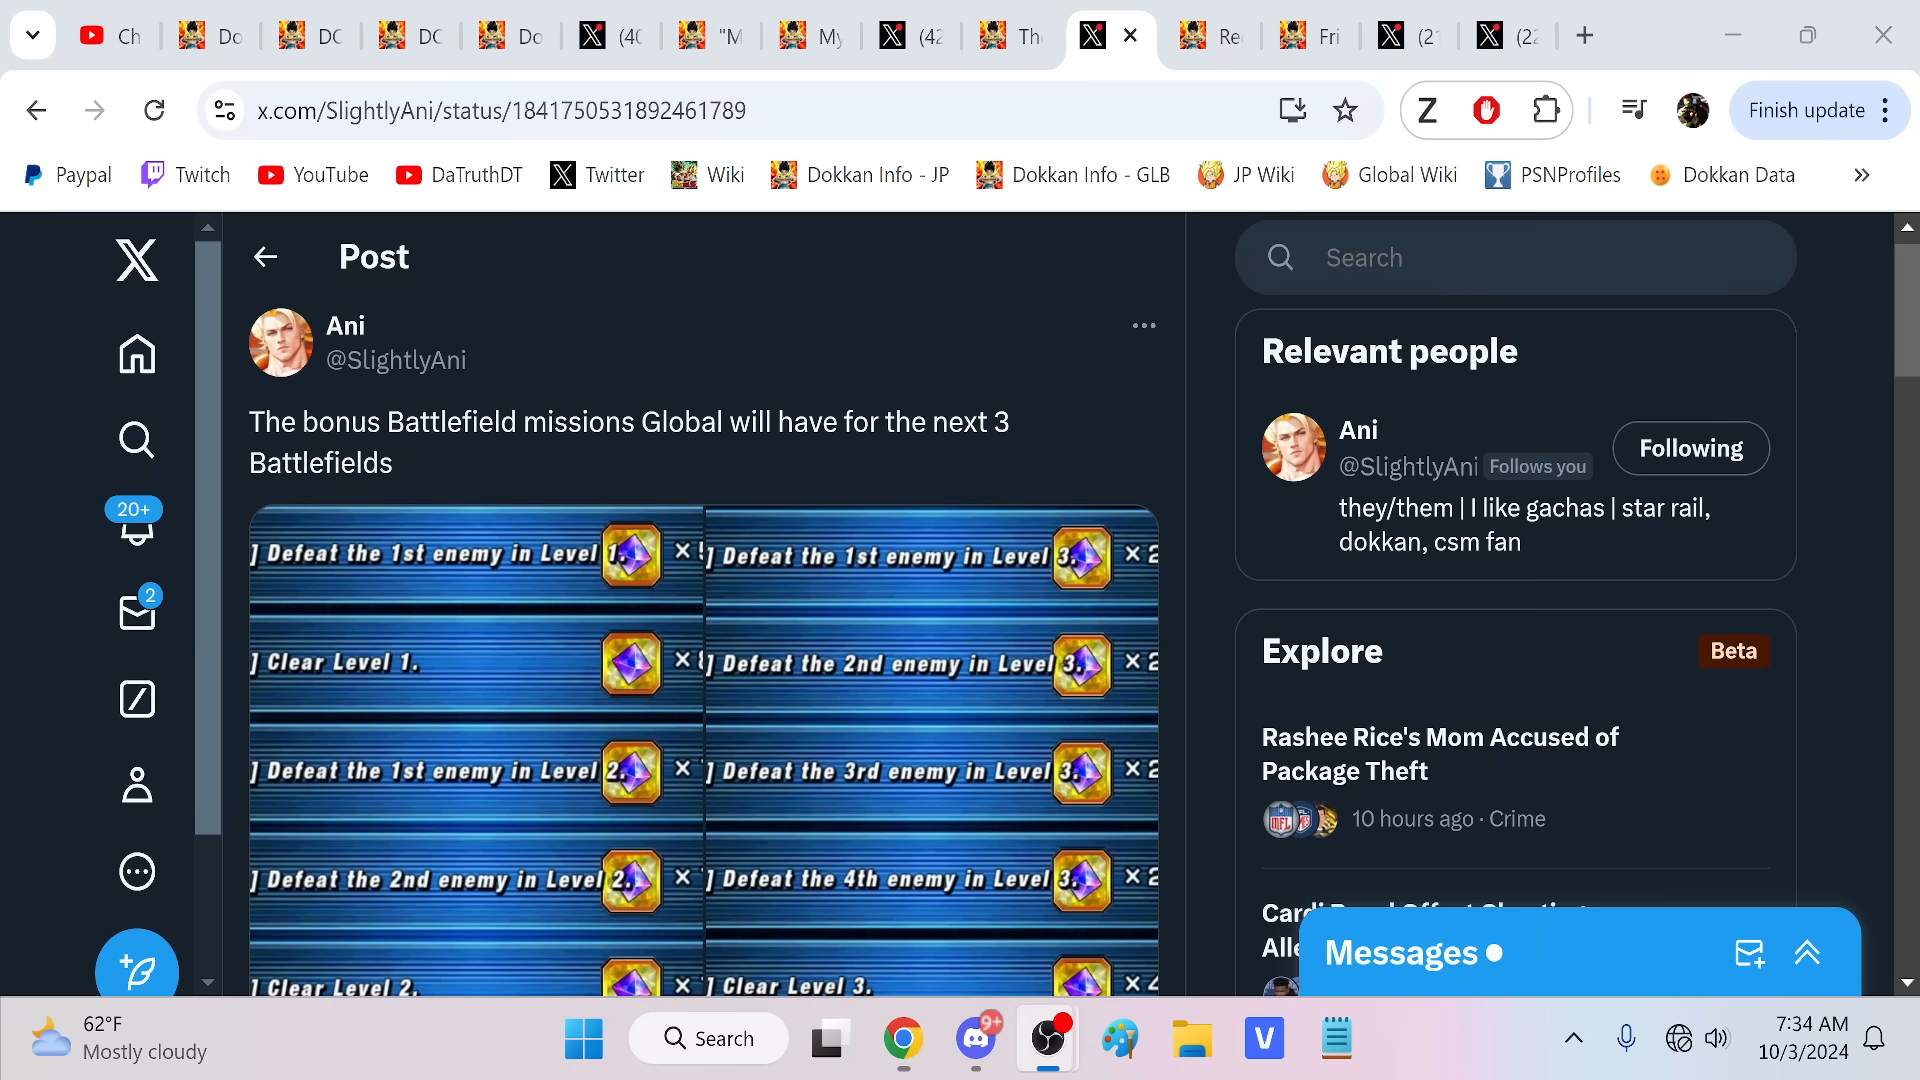 Ch
Do
DC
DC
Do
(40
"M
My
(42
Th
Re
Fri
(2
(22
x.com/SlightlyAni/status/1841750531892461789
Finish update
Paypal
Twitch
YouTube
DaTruthDT
Twitter
Wiki
Dokkan Info - JP
Dokkan Info - GLB
JP Wiki
Global Wiki
PSNProfiles
Dokkan Data
Post
Ani
@SlightlyAni
The bonus Battlefield missions Global will have for the next 3
Battlefields
] Defeat the 1st enemy in Level 1.
] Clear Level 1.
] Defeat the 1st enemy in Level 2. ×
] Defeat the 2nd enemy in Level 2. ×
] Clear Level 2. ×
] Defeat the 1st enemy in Level 3. ×2
] Defeat the 2nd enemy in Level 3. ×2
] Defeat the 3rd enemy in Level 3. ×2
] Defeat the 4th enemy in Level 3. ×2
] Clear Level 3. ×4
20+
2
Search
Relevant people
Ani
@SlightlyAni Follows you
Following
they/them | I like gachas | star rail,
dokkan, csm fan
Explore
Beta
Rashee Rice's Mom Accused of
Package Theft
10 hours ago · Crime
Messages
62°F
Mostly cloudy
Search
9+
V
7:34 AM
10/3/2024